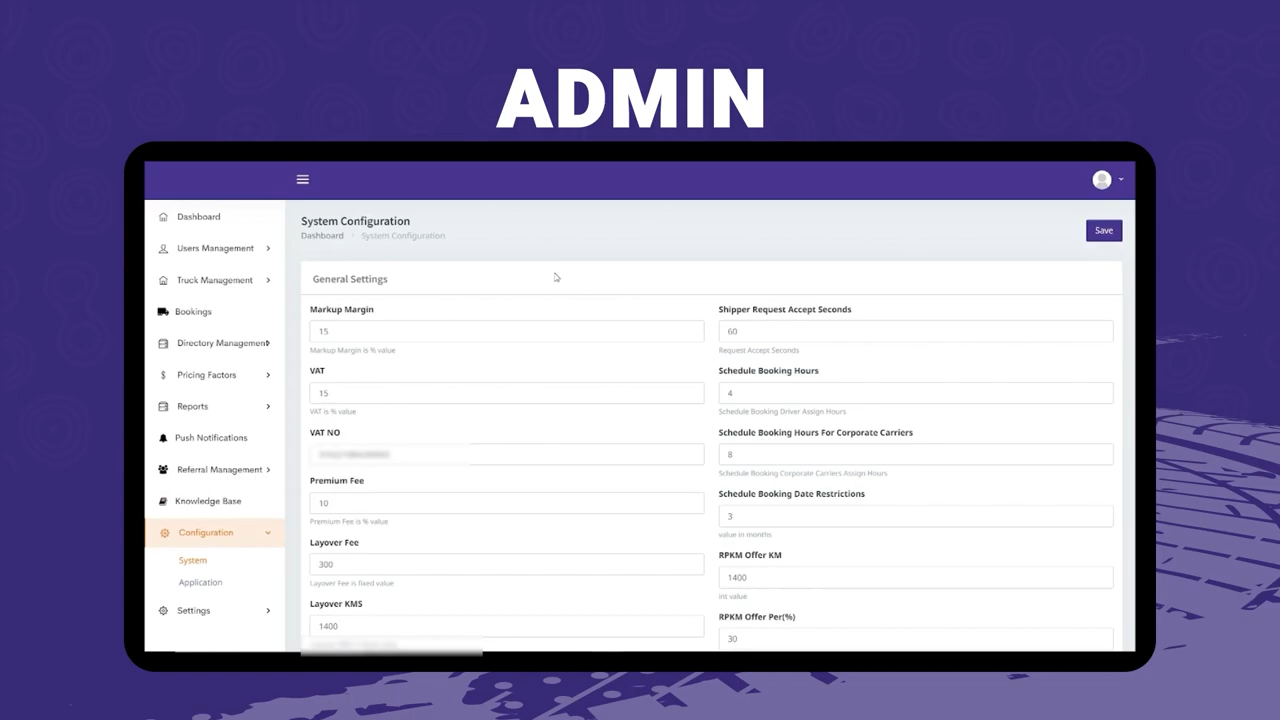 ADMIN
Dashboard
Users Management
Truck Management
Bookings
Directory Management
Pricing Factors
Reports
Push Notifications
Referral Management
Knowledge Base
Configuration
System
Application
Settings
System Configuration
Dashboard System Configuration
Save
General Settings
Markup Margin
15
Markup Margin is % value
VAT
15
VAT is % value
VAT NO
Premium Fee
10
Premium Fee is % value
Layover Fee
300
Layover Fee is fixed value
Layover KMS
1400
Shipper Request Accept Seconds
60
Request Accept Seconds
Schedule Booking Hours
4
Schedule Booking Driver Assign Hours
Schedule Booking Hours For Corporate Carriers
8
Schedule Booking Corporate Carriers Assign Hours
Schedule Booking Date Restrictions
3
value in months
RPKM Offer KM
1400
int value
RPKM Offer Per(%)
30